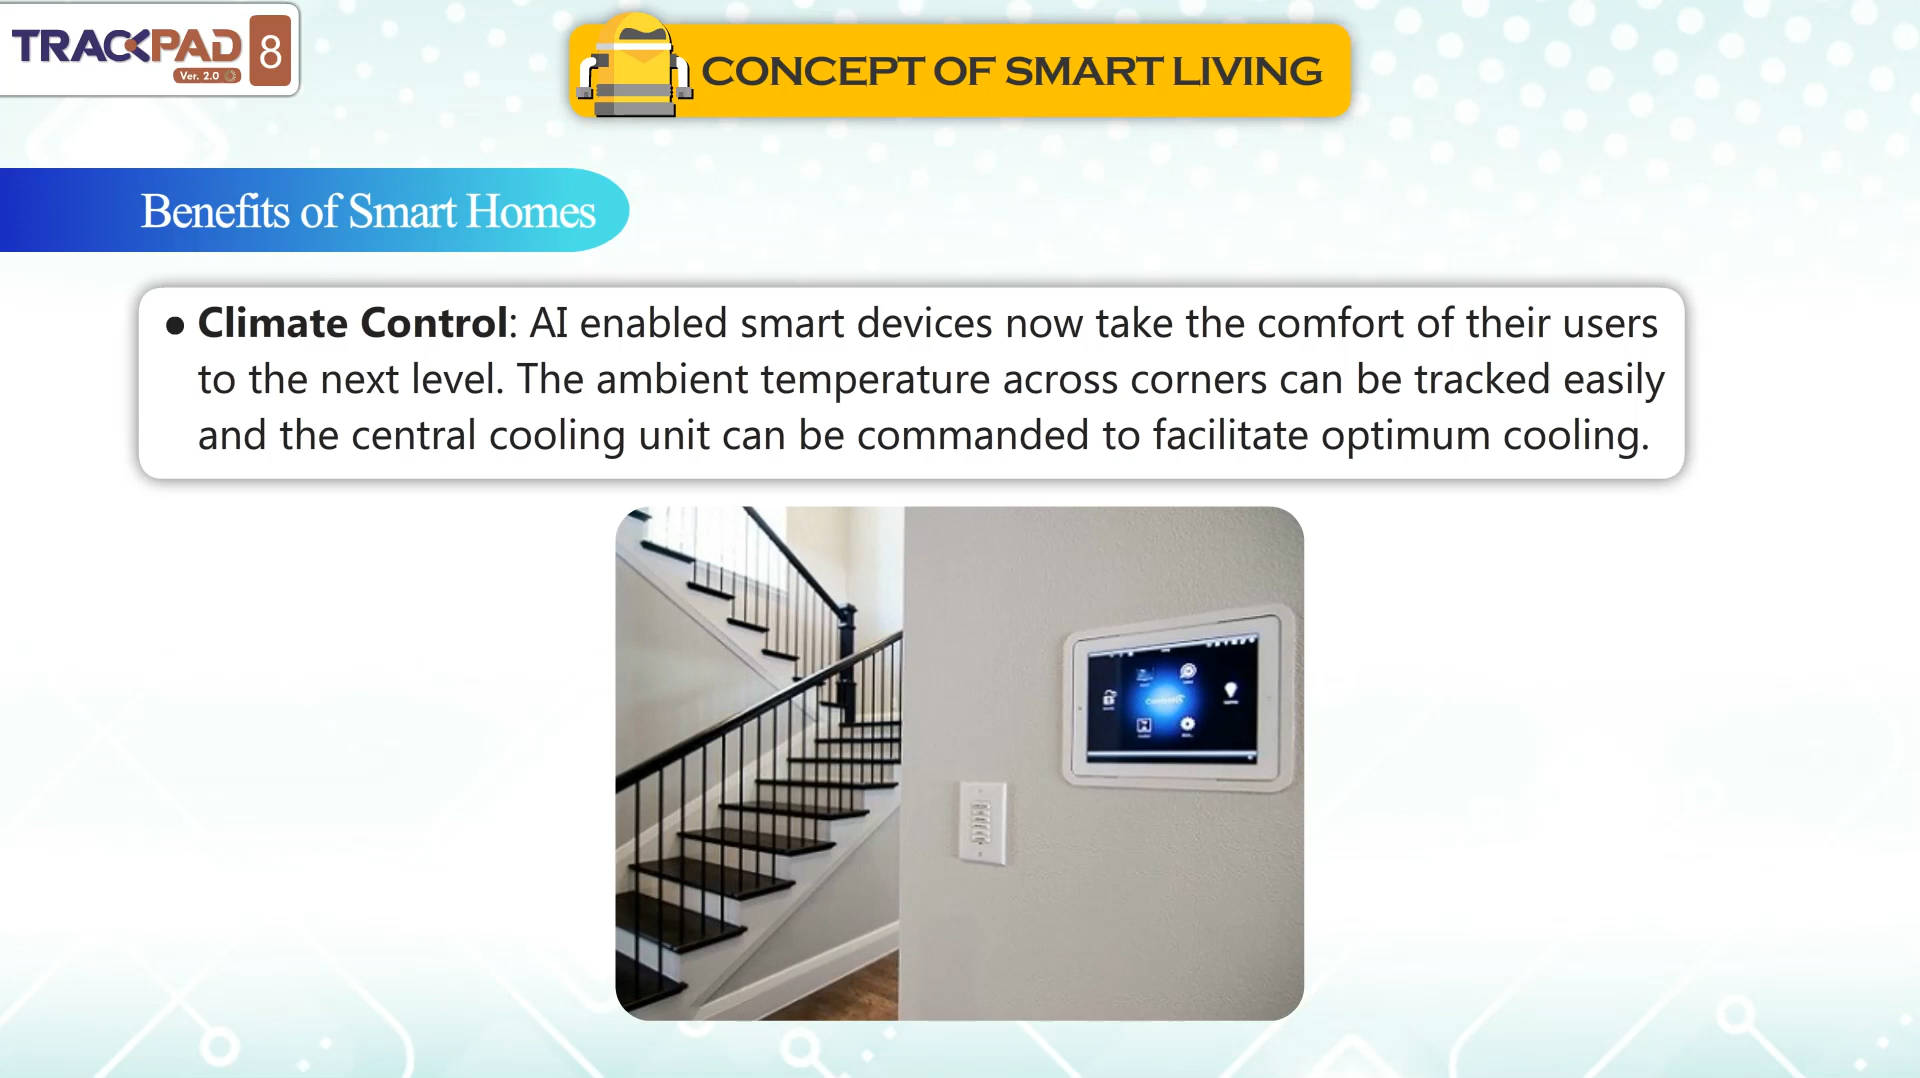 TRACKPAD
Ver. 2.0
8
CONCEPT OF SMART LIVING
Benefits of Smart Homes
● Climate Control: AI enabled smart devices now take the comfort of their users
to the next level. The ambient temperature across corners can be tracked easily
and the central cooling unit can be commanded to facilitate optimum cooling.